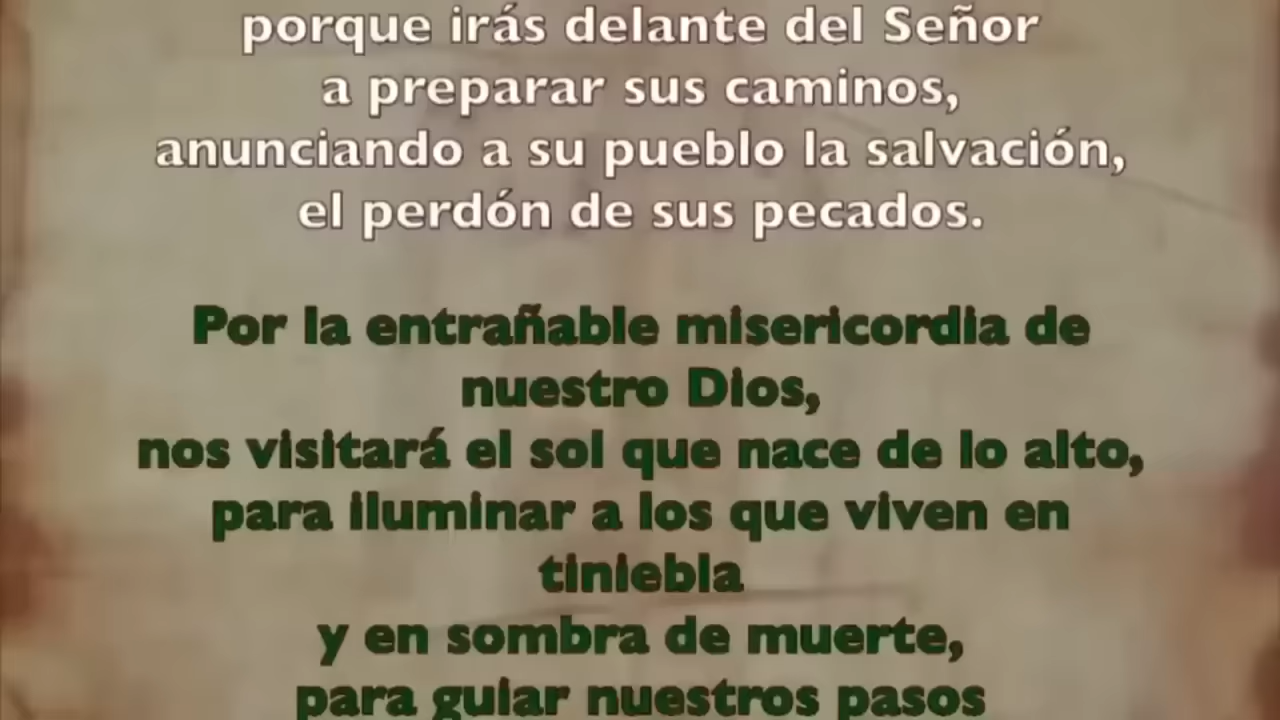 porque irás delante del Señor
a preparar sus caminos,
anunciando a su pueblo la salvación,
el perdón de sus pecados.
Por la entrañable misericordia de
nuestro Dios,
nos visitará el sol que nace de lo alto,
para iluminar a los que viven en
tiniebla
y en sombra de muerte,
para guiar nuestros pasos